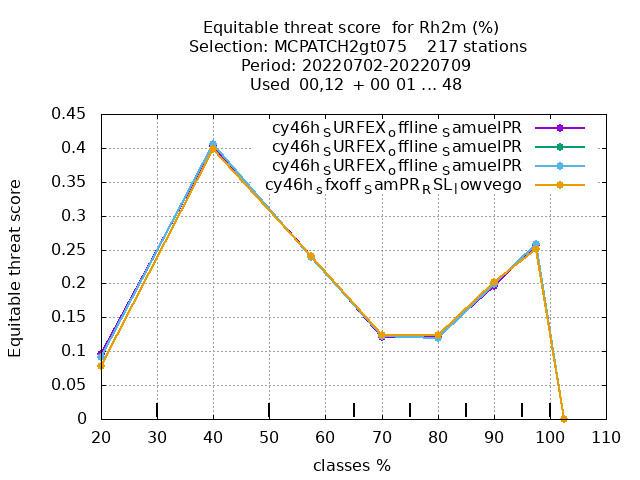 Equitable threat score  for Rh2m (%)
Selection: MCPATCH2gt075    217 stations
Period: 20220702-20220709
Used  00,12  + 00 01 ... 48
cy46h_SURFEX_offline_SamuelPR
cy46h_SURFEX_offline_SamuelPR
cy46h_SURFEX_offline_SamuelPR
cy46h_sfxoff_SamPR_RSL_lowvego
Equitable threat score
0.45
0.4
0.35
0.3
0.25
0.2
0.15
0.1
0.05
0
20 30 40 50 60 70 80 90 100 110
classes %